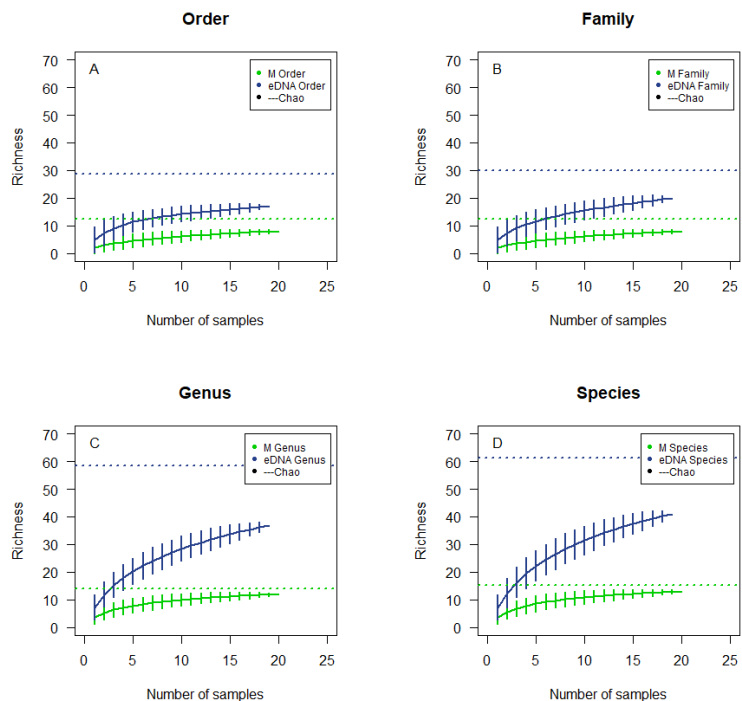 Order
A
M Order
eDNA Order
---Chao
Richness
70
60
50
40
30
20
10
0
0 5 10 15 20 25
Number of samples
Family
B
M Family
eDNA Family
---Chao
Richness
70
60
50
40
30
20
10
0
0 5 10 15 20 25
Number of samples
Genus
C
M Genus
eDNA Genus
---Chao
Richness
70
60
50
40
30
20
10
0
0 5 10 15 20 25
Number of samples
Species
D
M Species
eDNA Species
---Chao
Richness
70
60
50
40
30
20
10
0
0 5 10 15 20 25
Number of samples